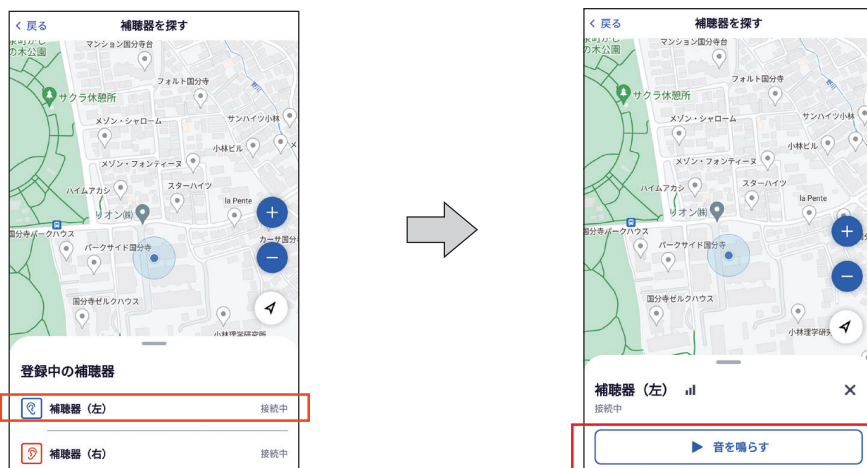 戻る
補聴器を探す
の木公園
マンション国分寺台
フォルト国分寺
サクラ休憩所
メゾン・シャローム
サンハイツ小林
小林ビル
メゾン・フォンティーヌ
ハイムアカシ
スターハイツ
la Pente
リオン㈱
国分寺パークハウス
パークサイド国分寺
カーサ国分
国分寺ゼルクハウス
小林理学研究所
登録中の補聴器
補聴器（左）
接続中
補聴器（右）
接続中
戻る
補聴器を探す
の木公園
マンション国分寺台
フォルト国分寺
サクラ休憩所
メゾン・シャローム
サンハイツ小林
小林ビル
メゾン・フォンティーヌ
ハイムアカシ
スターハイツ
la Pente
リオン㈱
国分寺パークハウス
パークサイド国分寺
国分寺ゼルクハウス
小林理学研
補聴器（左）
接続中
音を鳴らす